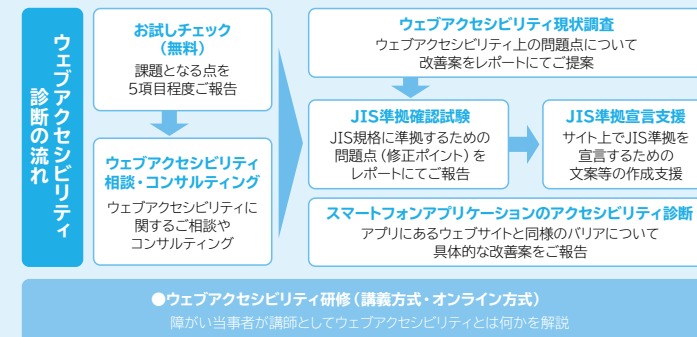 ウェブアクセシビリティ
診断の流れ
お試しチェック
（無料）
課題となる点を
5項目程度ご報告
ウェブアクセシビリティ
相談・コンサルティング
ウェブアクセシビリティに
関するご相談や
コンサルティング
ウェブアクセシビリティ現状調査
ウェブアクセシビリティ上の問題点について
改善案をレポートにてご提案
JIS準拠確認試験
JIS規格に準拠するための
問題点（修正ポイント）を
レポートにてご報告
JIS準拠宣言支援
サイト上でJIS準拠を
宣言するための
文案等の作成支援
スマートフォンアプリケーションのアクセシビリティ診断
アプリにあるウェブサイトと同様のバリアについて
具体的な改善案をご報告
●ウェブアクセシビリティ研修（講義方式・オンライン方式）
障がい当事者が講師としてウェブアクセシビリティとは何かを解説